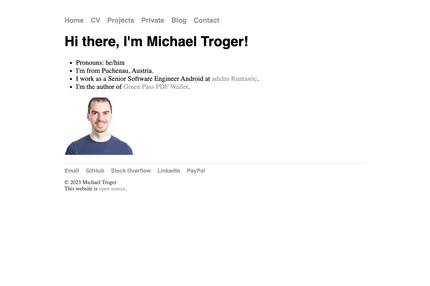 Home CV Projects Private Blog Contact
Hi there, I'm Michael Troger!
Pronouns: he/him
I'm from Puchenau, Austria.
I work as a Senior Software Engineer Android at adidas Runtastic.
I'm the author of Green Pass PDF Wallet.
Email GitHub Stack Overflow LinkedIn PayPal
© 2023 Michael Troger
This website is open source.